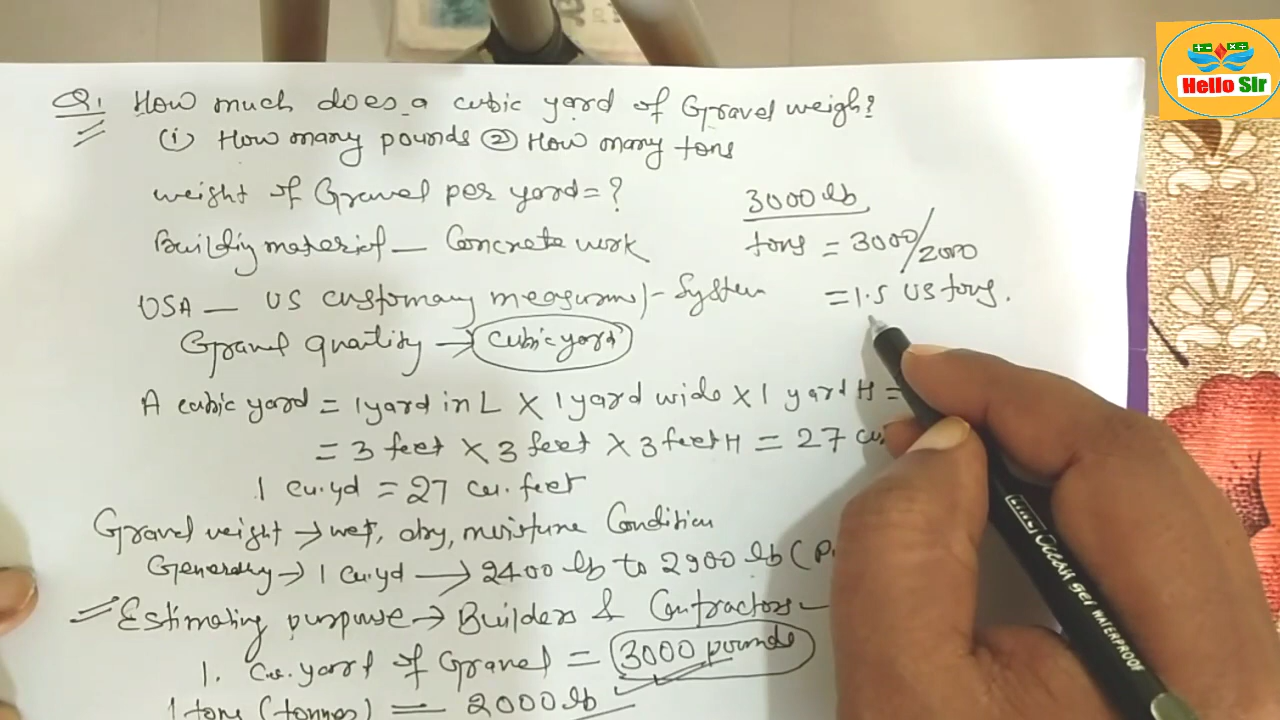 Q1 How much does a cubic yard of Gravel weigh?
(i) How many pounds (2) How many tons
weight of Gravel per yard = ?
3000 lb
Building material — Concrete work
tons = 3000/2000
USA — US customary measurement - System
= 1.5 US tons.
Gravel quantity → cubic yard
A cubic yard = 1 yard in L X 1 yard wide X 1 yard H =
= 3 feet X 3 feet X 3 feet H = 27 cu
1 cu.yd = 27 cu. feet
Gravel weight → wet, dry, moisture Condition
Generally → 1 cu.yd → 2400 lb to 2900 lb (P
Estimating purpose → Builders & Contractors —
1. cu. yard of Gravel = 3000 pounds
1 tons (tonnes) = 2000 lb
Hello Sir
Ocean gel WATERPROOF